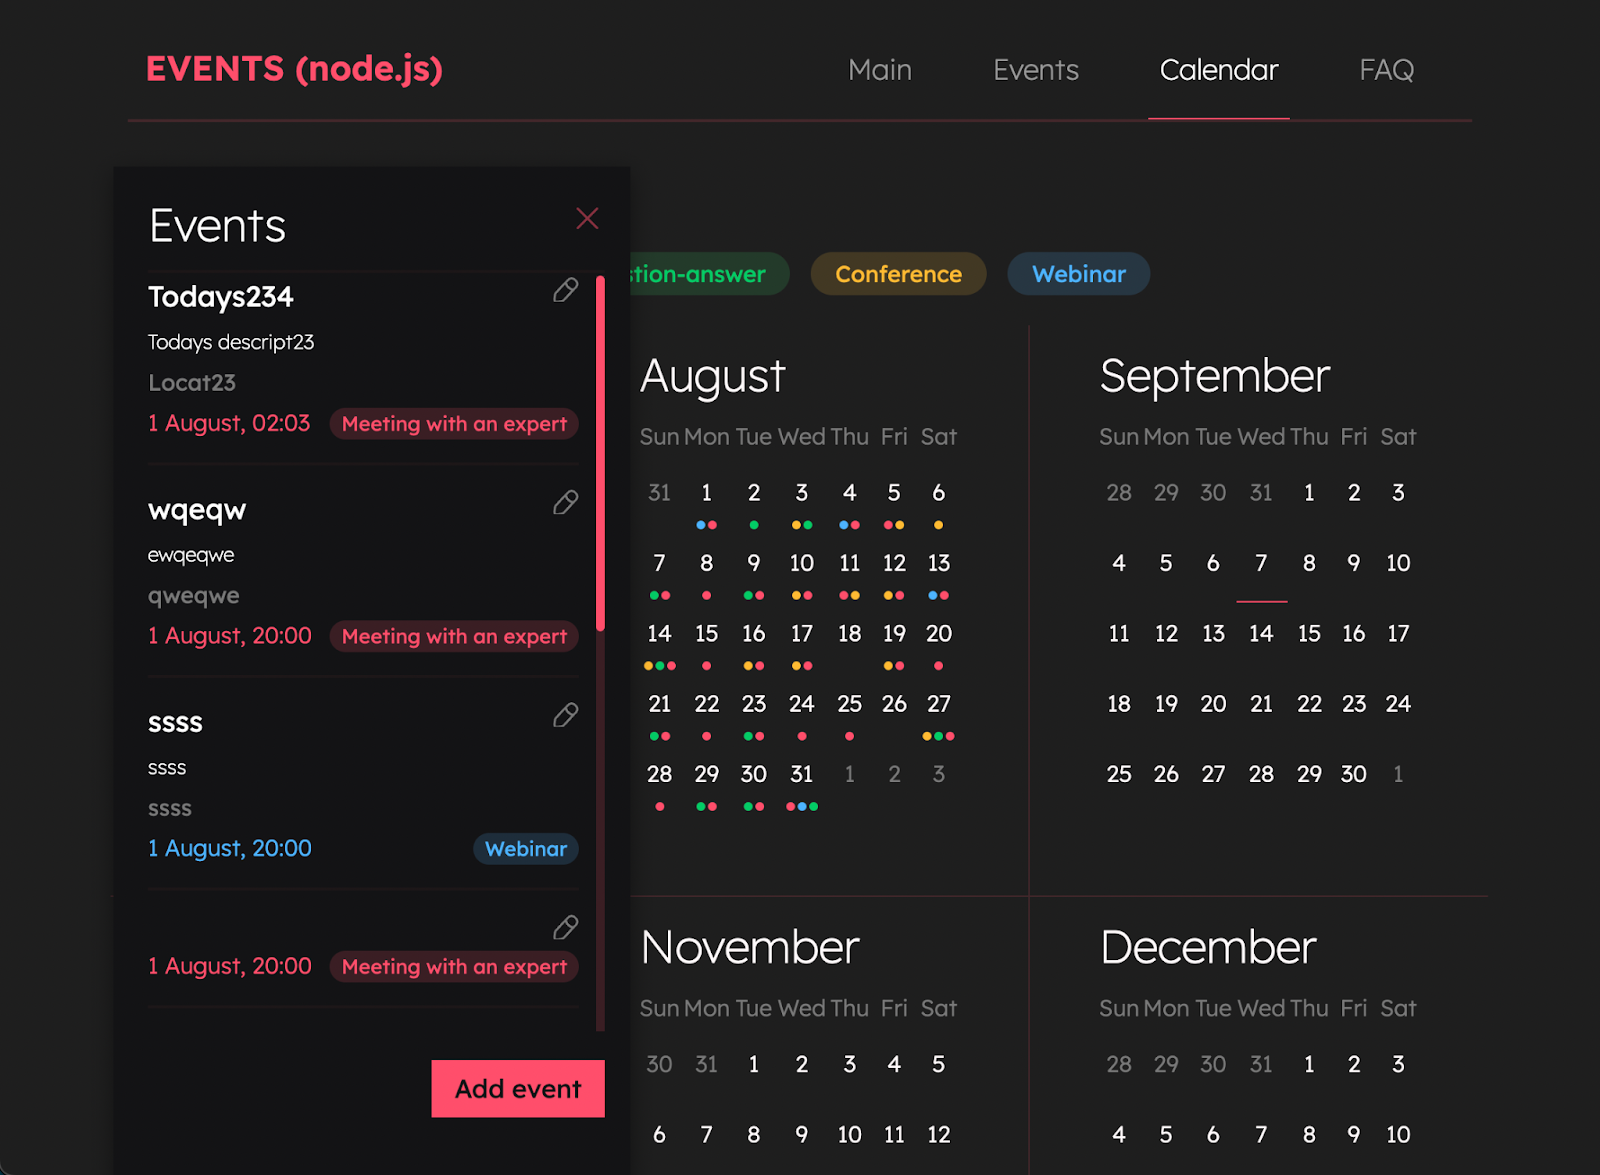 EVENTS (node.js)
Main Events Calendar FAQ
Events
Todays234
Todays descript23
Locat23
1 August, 02:03 Meeting with an expert
wqeqw
ewqeqwe
qweqwe
1 August, 20:00 Meeting with an expert
ssss
ssss
ssss
1 August, 20:00 Webinar
1 August, 20:00 Meeting with an expert
Add event
stion-answer Conference Webinar
August
Sun Mon Tue Wed Thu Fri Sat
31 1 2 3 4 5 6
7 8 9 10 11 12 13
14 15 16 17 18 19 20
21 22 23 24 25 26 27
28 29 30 31 1 2 3
September
Sun Mon Tue Wed Thu Fri Sat
28 29 30 31 1 2 3
4 5 6 7 8 9 10
11 12 13 14 15 16 17
18 19 20 21 22 23 24
25 26 27 28 29 30 1
November
Sun Mon Tue Wed Thu Fri Sat
30 31 1 2 3 4 5
6 7 8 9 10 11 12
December
Sun Mon Tue Wed Thu Fri Sat
28 29 30 31 1 2 3
4 5 6 7 8 9 10